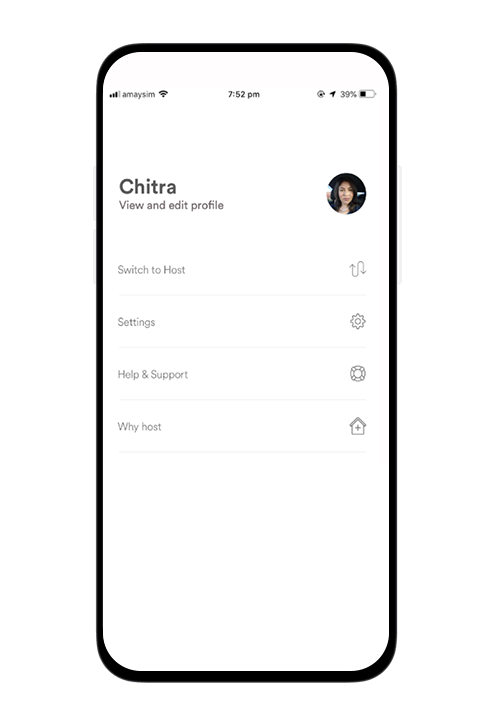 amaysim 7:52 pm 39%
Chitra
View and edit profile
Switch to Host
Settings
Help & Support
Why host